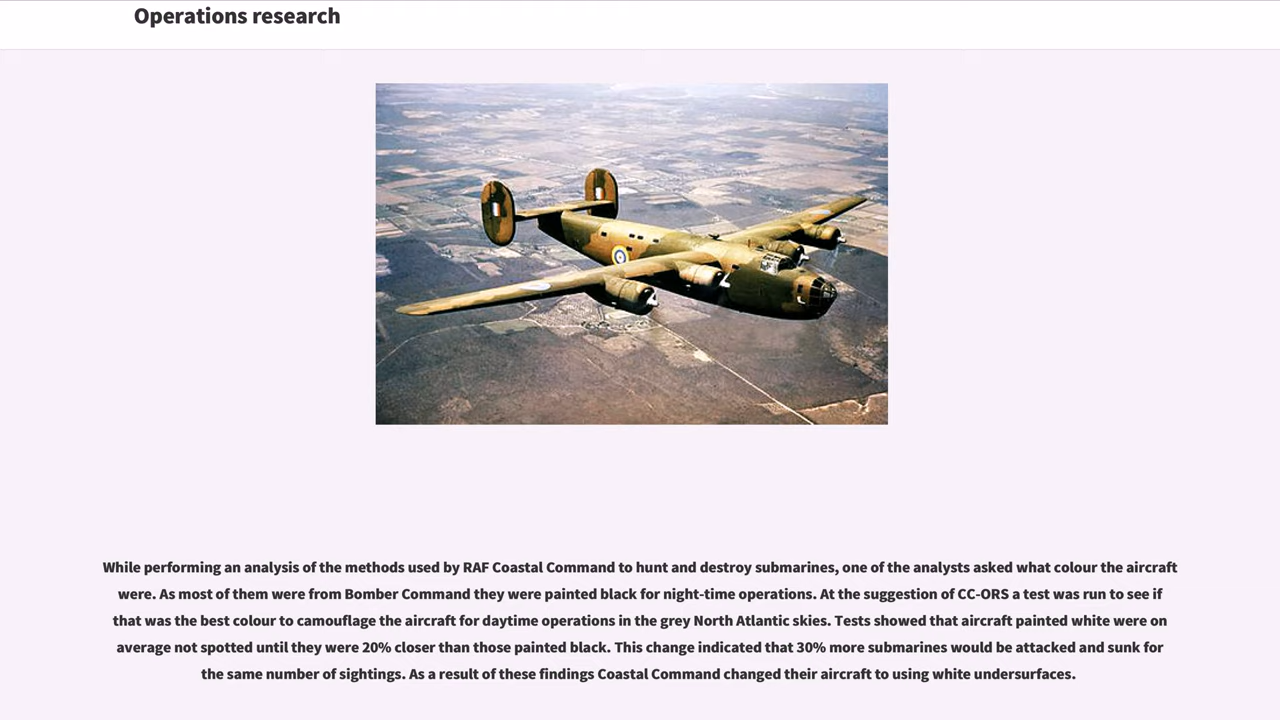 Operations research
While performing an analysis of the methods used by RAF Coastal Command to hunt and destroy submarines, one of the analysts asked what colour the aircraft
were. As most of them were from Bomber Command they were painted black for night-time operations. At the suggestion of CC-ORS a test was run to see if
that was the best colour to camouflage the aircraft for daytime operations in the grey North Atlantic skies. Tests showed that aircraft painted white were on
average not spotted until they were 20% closer than those painted black. This change indicated that 30% more submarines would be attacked and sunk for
the same number of sightings. As a result of these findings Coastal Command changed their aircraft to using white undersurfaces.